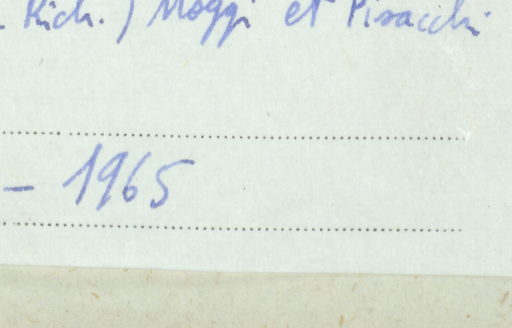 Rich.) Moggi et Pisacchi
- 1965